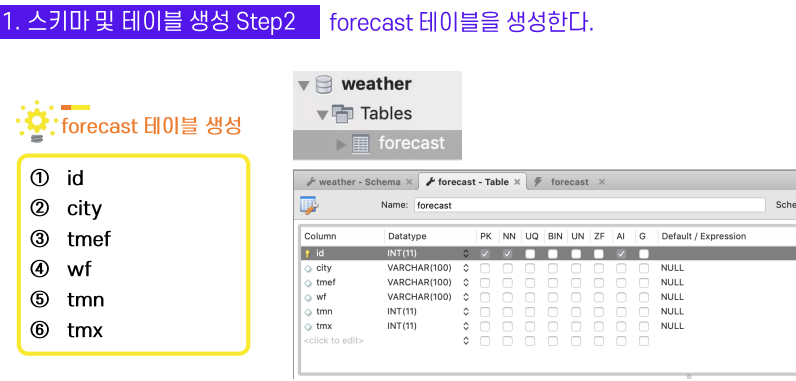 1. 스키마 및 테이블 생성 Step2 forecast 테이블을 생성한다.
forecast 테이블 생성
① id
② city
③ tmef
④ wf
⑤ tmn
⑥ tmx
weather
Tables
forecast
weather - Schema × forecast - Table × forecast ×
Name: forecast Sche
Column Datatype PK NN UQ BIN UN ZF AI G Default / Expression
id INT(11)
city VARCHAR(100) NULL
tmef VARCHAR(100) NULL
wf VARCHAR(100) NULL
tmn INT(11) NULL
tmx INT(11) NULL
<click to edit>